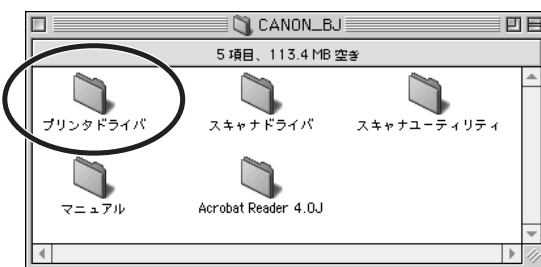 CANON_BJ
5 項目、113.4 MB 空き
プリンタドライバ
スキャナドライバ
スキャナユーティリティ
マニュアル
Acrobat Reader 4.0J